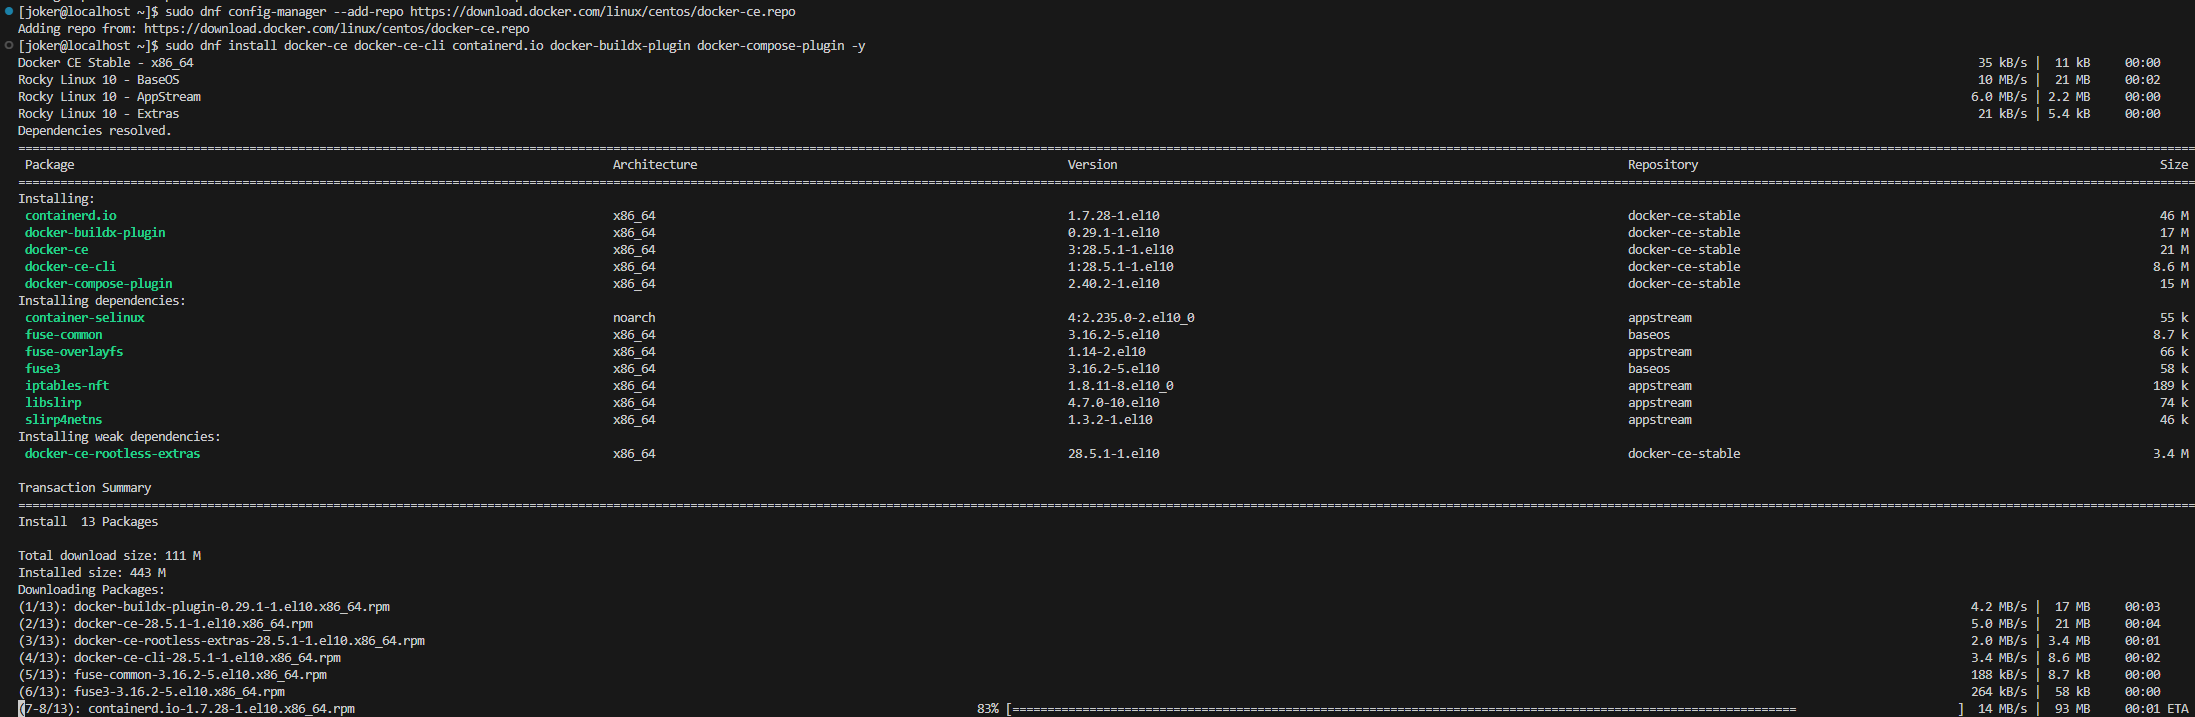 [joker@localhost ~]$ sudo dnf config-manager --add-repo https://download.docker.com/linux/centos/docker-ce.repo
Adding repo from: https://download.docker.com/linux/centos/docker-ce.repo
[joker@localhost ~]$ sudo dnf install docker-ce docker-ce-cli containerd.io docker-buildx-plugin docker-compose-plugin -y
Docker CE Stable - x86_64 35 kB/s | 11 kB 00:00
Rocky Linux 10 - BaseOS 10 MB/s | 21 MB 00:02
Rocky Linux 10 - AppStream 6.0 MB/s | 2.2 MB 00:00
Rocky Linux 10 - Extras 21 kB/s | 5.4 kB 00:00
Dependencies resolved.
Package Architecture Version Repository Size
Installing:
containerd.io x86_64 1.7.28-1.el10 docker-ce-stable 46 M
docker-buildx-plugin x86_64 0.29.1-1.el10 docker-ce-stable 17 M
docker-ce x86_64 3:28.5.1-1.el10 docker-ce-stable 21 M
docker-ce-cli x86_64 1:28.5.1-1.el10 docker-ce-stable 8.6 M
docker-compose-plugin x86_64 2.40.2-1.el10 docker-ce-stable 15 M
Installing dependencies:
container-selinux noarch 4:2.235.0-2.el10_0 appstream 55 k
fuse-common x86_64 3.16.2-5.el10 baseos 8.7 k
fuse-overlayfs x86_64 1.14-2.el10 appstream 66 k
fuse3 x86_64 3.16.2-5.el10 baseos 58 k
iptables-nft x86_64 1.8.11-8.el10_0 appstream 189 k
libslirp x86_64 4.7.0-10.el10 appstream 74 k
slirp4netns x86_64 1.3.2-1.el10 appstream 46 k
Installing weak dependencies:
docker-ce-rootless-extras x86_64 28.5.1-1.el10 docker-ce-stable 3.4 M
Transaction Summary
Install 13 Packages
Total download size: 111 M
Installed size: 443 M
Downloading Packages:
(1/13): docker-buildx-plugin-0.29.1-1.el10.x86_64.rpm 4.2 MB/s | 17 MB 00:03
(2/13): docker-ce-28.5.1-1.el10.x86_64.rpm 5.0 MB/s | 21 MB 00:04
(3/13): docker-ce-rootless-extras-28.5.1-1.el10.x86_64.rpm 2.0 MB/s | 3.4 MB 00:01
(4/13): docker-ce-cli-28.5.1-1.el10.x86_64.rpm 3.4 MB/s | 8.6 MB 00:02
(5/13): fuse-common-3.16.2-5.el10.x86_64.rpm 188 kB/s | 8.7 kB 00:00
(6/13): fuse3-3.16.2-5.el10.x86_64.rpm 264 kB/s | 58 kB 00:00
(7-8/13): containerd.io-1.7.28-1.el10.x86_64.rpm 83% [================ ] 14 MB/s | 93 MB 00:01 ETA